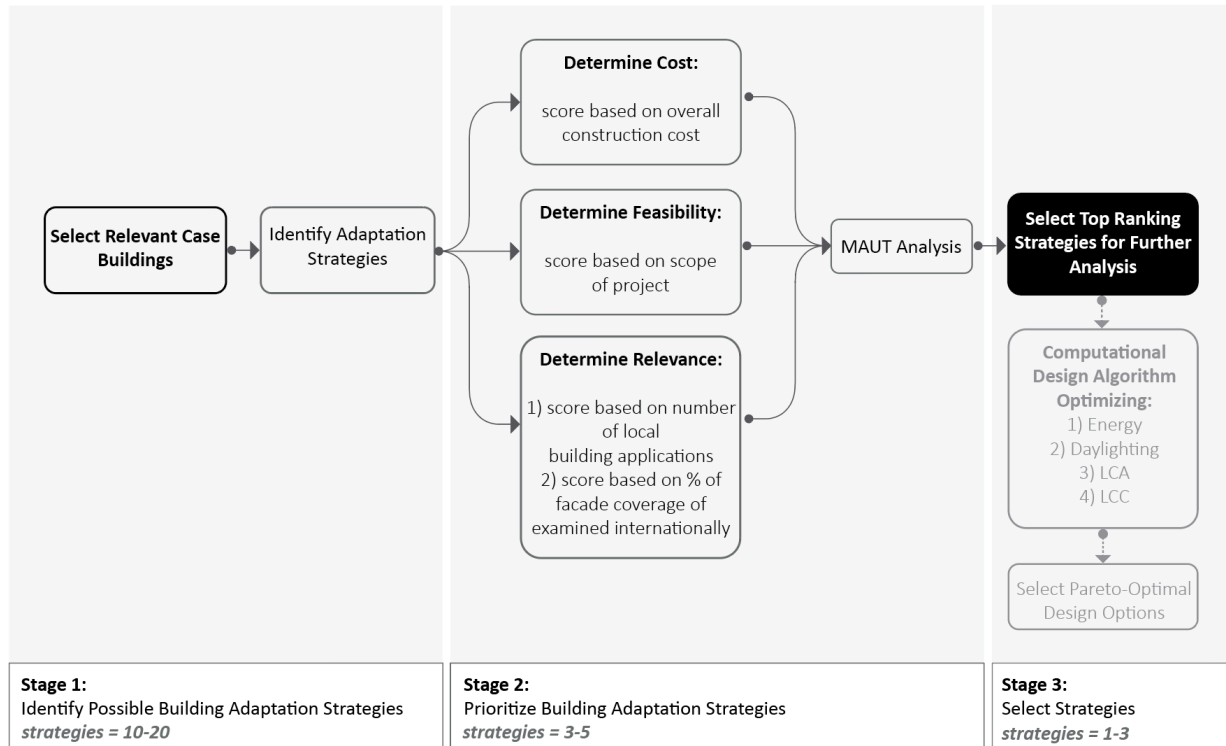 Select Relevant Case
Buildings
Identify Adaptation
Strategies
Determine Cost:
score based on overall
construction cost
Determine Feasibility:
score based on scope
of project
Determine Relevance:
1) score based on number
of local
building applications
2) score based on % of
facade coverage of
examined internationally
MAUT Analysis
Select Top Ranking
Strategies for Further
Analysis
Computational
Design Algorithm
Optimizing:
1) Energy
2) Daylighting
3) LCA
4) LCC
Select Pareto-Optimal
Design Options
Stage 1:
Identify Possible Building Adaptation Strategies
strategies = 10-20
Stage 2:
Prioritize Building Adaptation Strategies
strategies = 3-5
Stage 3:
Select Strategies
strategies = 1-3